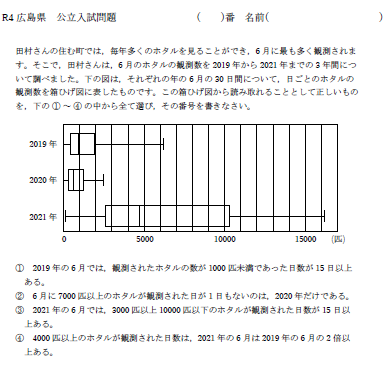 R4広島県　公立入試問題　　（　　）番　名前（　　　　　　　）
田村さんの住む町では，毎年多くのホタルを見ることができ，6月に最も多く観測されま
す。そこで，田村さんは，6月のホタルの観測数を2019年から2021年までの3年間につ
いて調べました。下の図は，それぞれの年の6月の30日間について，日ごとのホタルの
観測数を箱ひげ図に表したものです。この箱ひげ図から読み取れることとして正しいもの
を，下の①～④の中から全て選び，その番号を書きなさい。
2019年
2020年
2021年
0　5000　10000　15000　(匹)
①　2019年の6月では，観測されたホタルの数が1000匹未満であった日数が15日以上
ある。
②　6月に7000匹以上のホタルが観測された日が1日もないのは，2020年だけである。
③　2021年の6月では，3000匹以上10000匹以下のホタルが観測された日数が15日以
上ある。
④　4000匹以上のホタルが観測された日数は，2021年の6月は2019年の6月の2倍以
上ある。